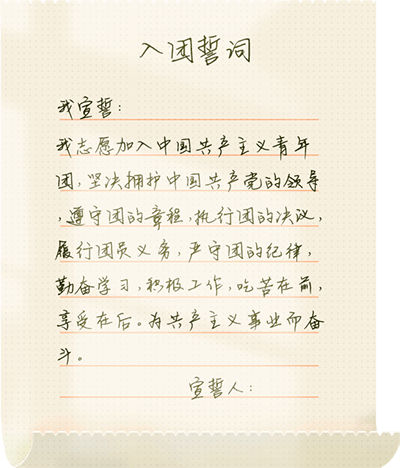 入团誓词
我宣誓：
我志愿加入中国共产主义青年
团，坚决拥护中国共产党的领导
，遵守团的章程，执行团的决议，
履行团员义务，严守团的纪律，
勤奋学习，积极工作，吃苦在前，
享受在后。为共产主义事业而奋
斗。
宣誓人：